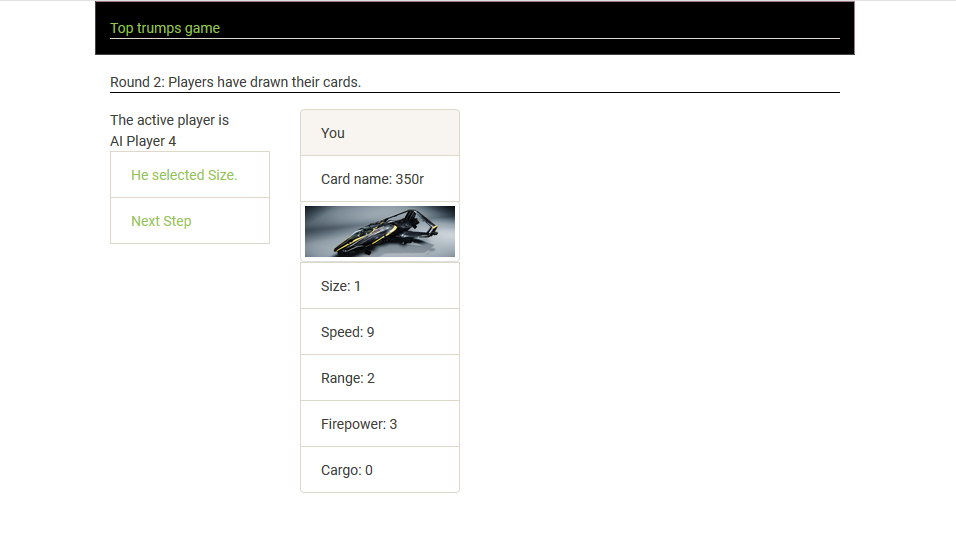 Top trumps game
Round 2: Players have drawn their cards.
The active player is
AI Player 4
He selected Size.
Next Step
You
Card name: 350r
Size: 1
Speed: 9
Range: 2
Firepower: 3
Cargo: 0